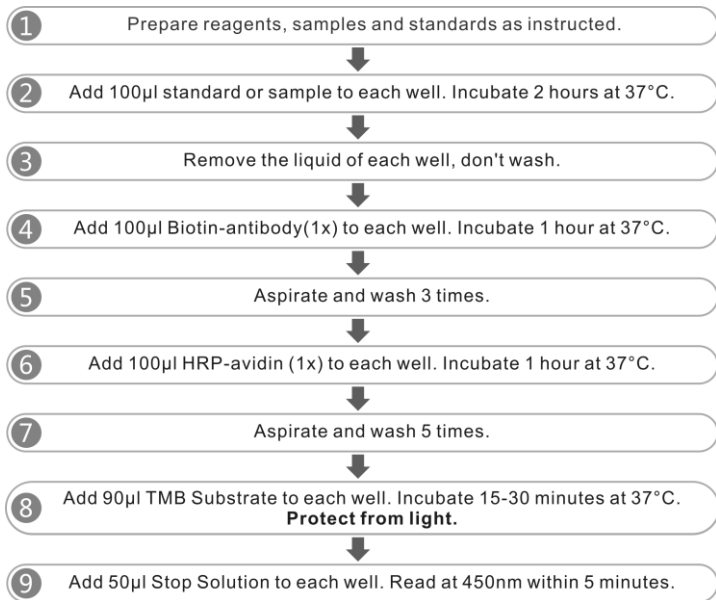 1 Prepare reagents, samples and standards as instructed.
2 Add 100μl standard or sample to each well. Incubate 2 hours at 37°C.
3 Remove the liquid of each well, don't wash.
4 Add 100μl Biotin-antibody(1x) to each well. Incubate 1 hour at 37°C.
5 Aspirate and wash 3 times.
6 Add 100μl HRP-avidin (1x) to each well. Incubate 1 hour at 37°C.
7 Aspirate and wash 5 times.
8 Add 90μl TMB Substrate to each well. Incubate 15-30 minutes at 37°C.
Protect from light.
9 Add 50μl Stop Solution to each well. Read at 450nm within 5 minutes.